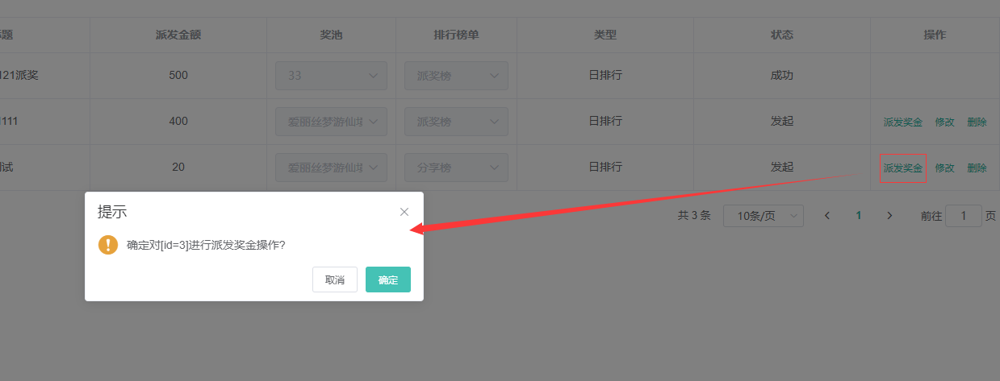 题 派发金额 奖池 排行榜单 类型 状态 操作
121派奖 500 33 派奖榜 日排行 成功
1111 400 爱丽丝梦游仙境 派奖榜 日排行 发起 派发奖金 修改 删除
试 20 爱丽丝梦游仙境 分享榜 日排行 发起 派发奖金 修改 删除
共 3 条 10条/页 1 前往 1 页
提示
确定对[id=3]进行派发奖金操作?
取消 确定